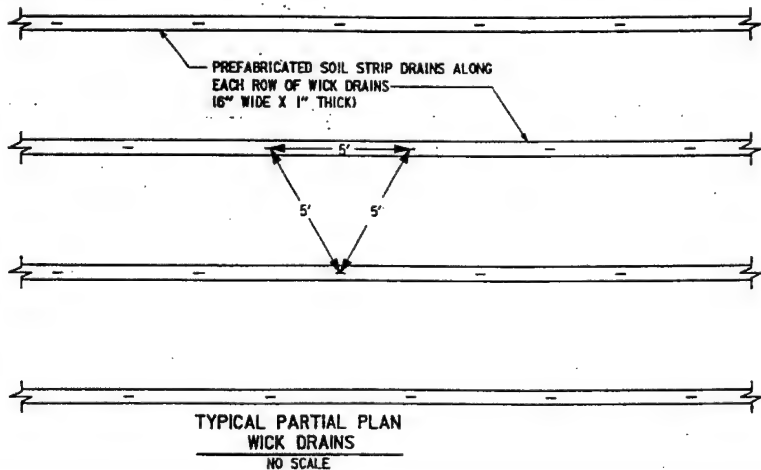 PREFABRICATED SOIL STRIP DRAINS ALONG
EACH ROW OF WICK DRAINS
(6" WIDE X 1" THICK)
5'
5'
5'
TYPICAL PARTIAL PLAN
WICK DRAINS
NO SCALE